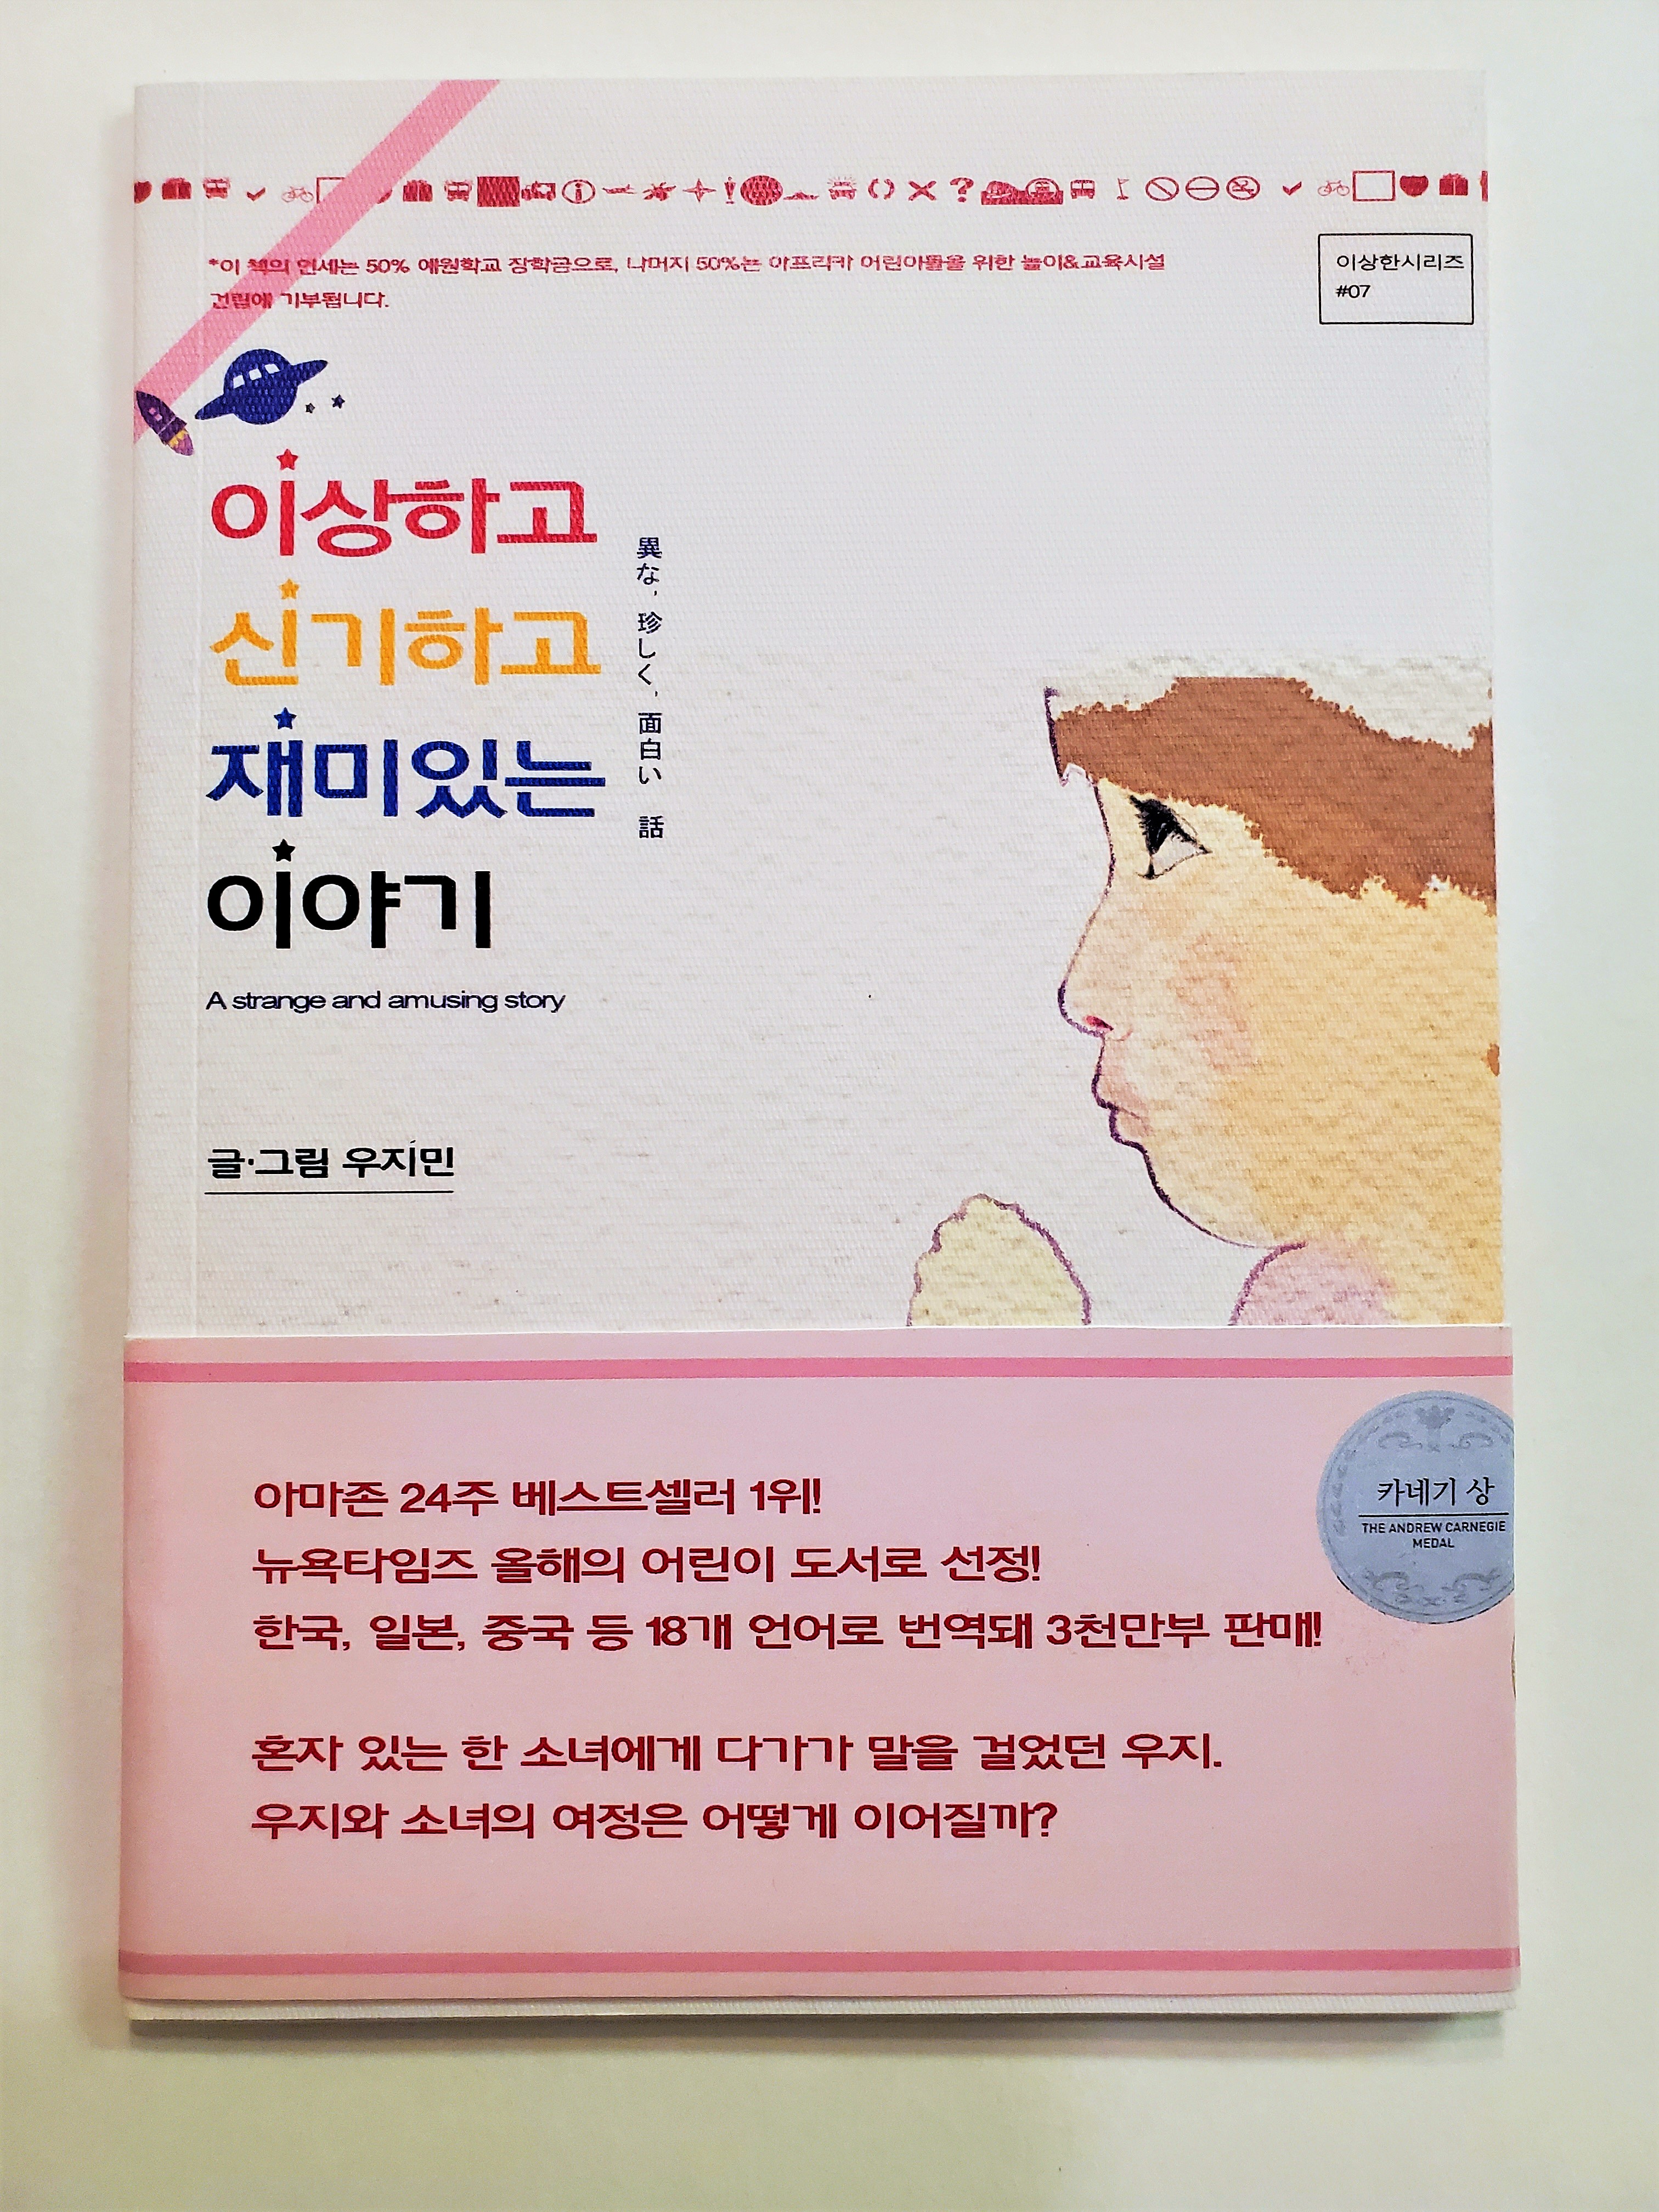 *이 책의 인세는 50% 예원학교 장학금으로, 나머지 50%는 아프리카 어린이들을 위한 놀이&교육시설
건립에 기부됩니다.
이상한시리즈
#07
이상하고
신기하고
재미있는
이야기
異な, 珍しく, 面白い 話
A strange and amusing story
글·그림 우지민
아마존 24주 베스트셀러 1위!
뉴욕타임즈 올해의 어린이 도서로 선정!
한국, 일본, 중국 등 18개 언어로 번역돼 3천만부 판매!
카네기 상
THE ANDREW CARNEGIE
MEDAL
혼자 있는 한 소녀에게 다가가 말을 걸었던 우지.
우지와 소녀의 여정은 어떻게 이어질까?